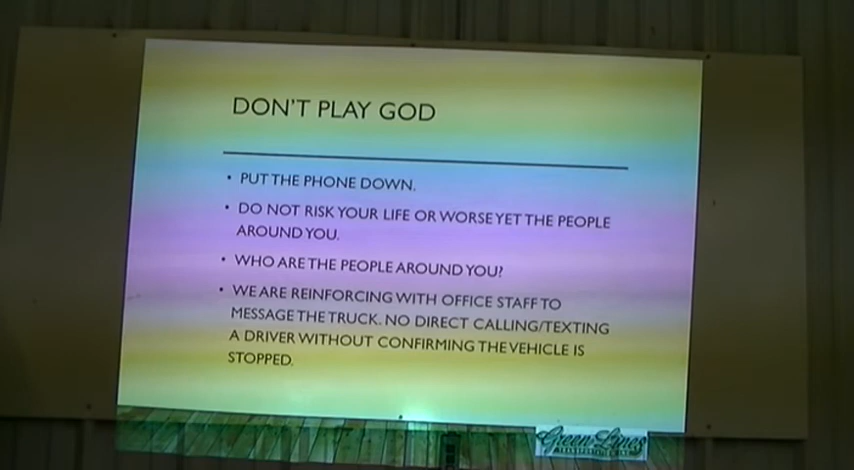 DON'T PLAY GOD
• PUT THE PHONE DOWN.
• DO NOT RISK YOUR LIFE OR WORSE YET THE PEOPLE
AROUND YOU.
• WHO ARE THE PEOPLE AROUND YOU?
• WE ARE REINFORCING WITH OFFICE STAFF TO
MESSAGE THE TRUCK. NO DIRECT CALLING/TEXTING
A DRIVER WITHOUT CONFIRMING THE VEHICLE IS
STOPPED.
Green Lines